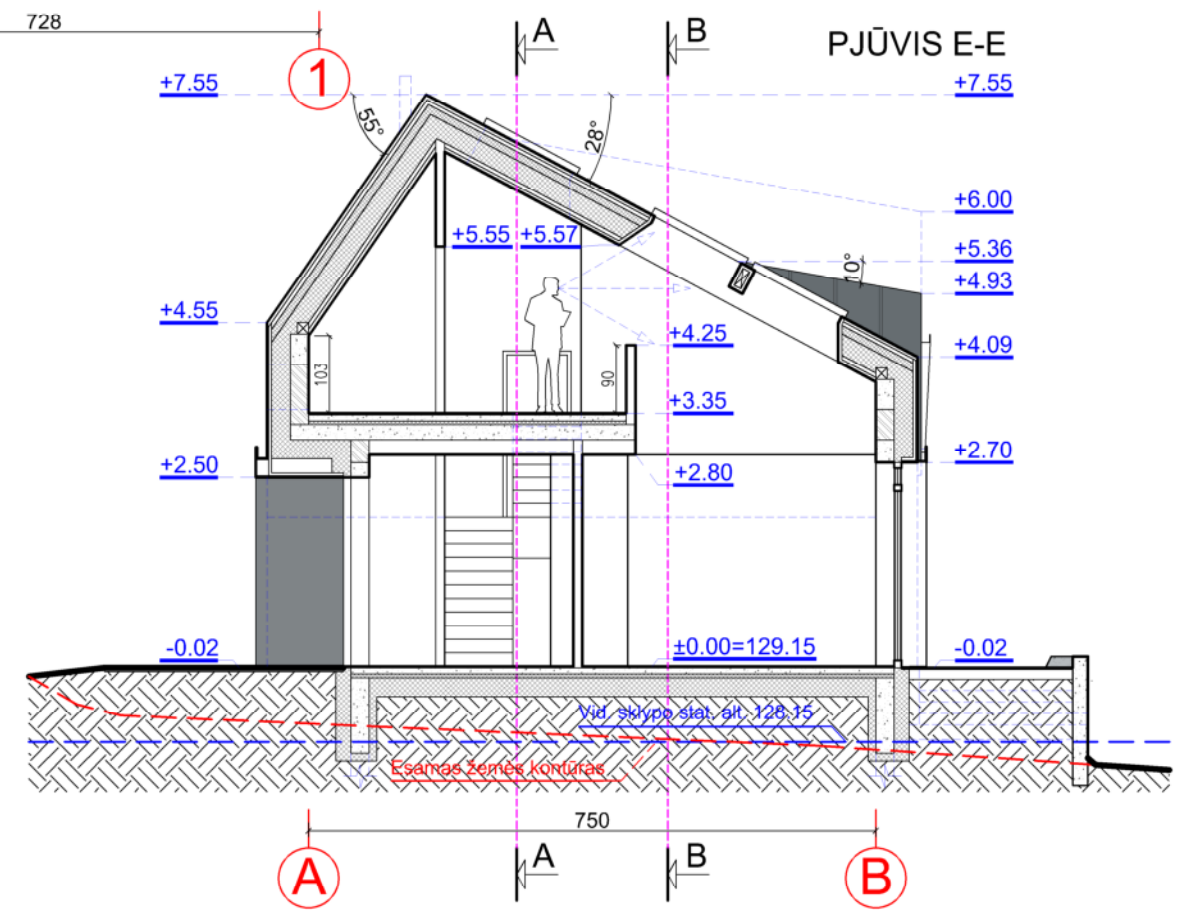 728
A
B
PJŪVIS E-E
1
+7.55
+7.55
55°
28°
+6.00
+5.55
+5.57
+5.36
10°
+4.93
+4.55
+4.25
+4.09
103
90
+3.35
+2.50
+2.80
+2.70
-0.02
±0.00=129.15
-0.02
Vid. sklypo stat. alt. 128.15
Esamas žemės kontūras
750
A
A
B
B